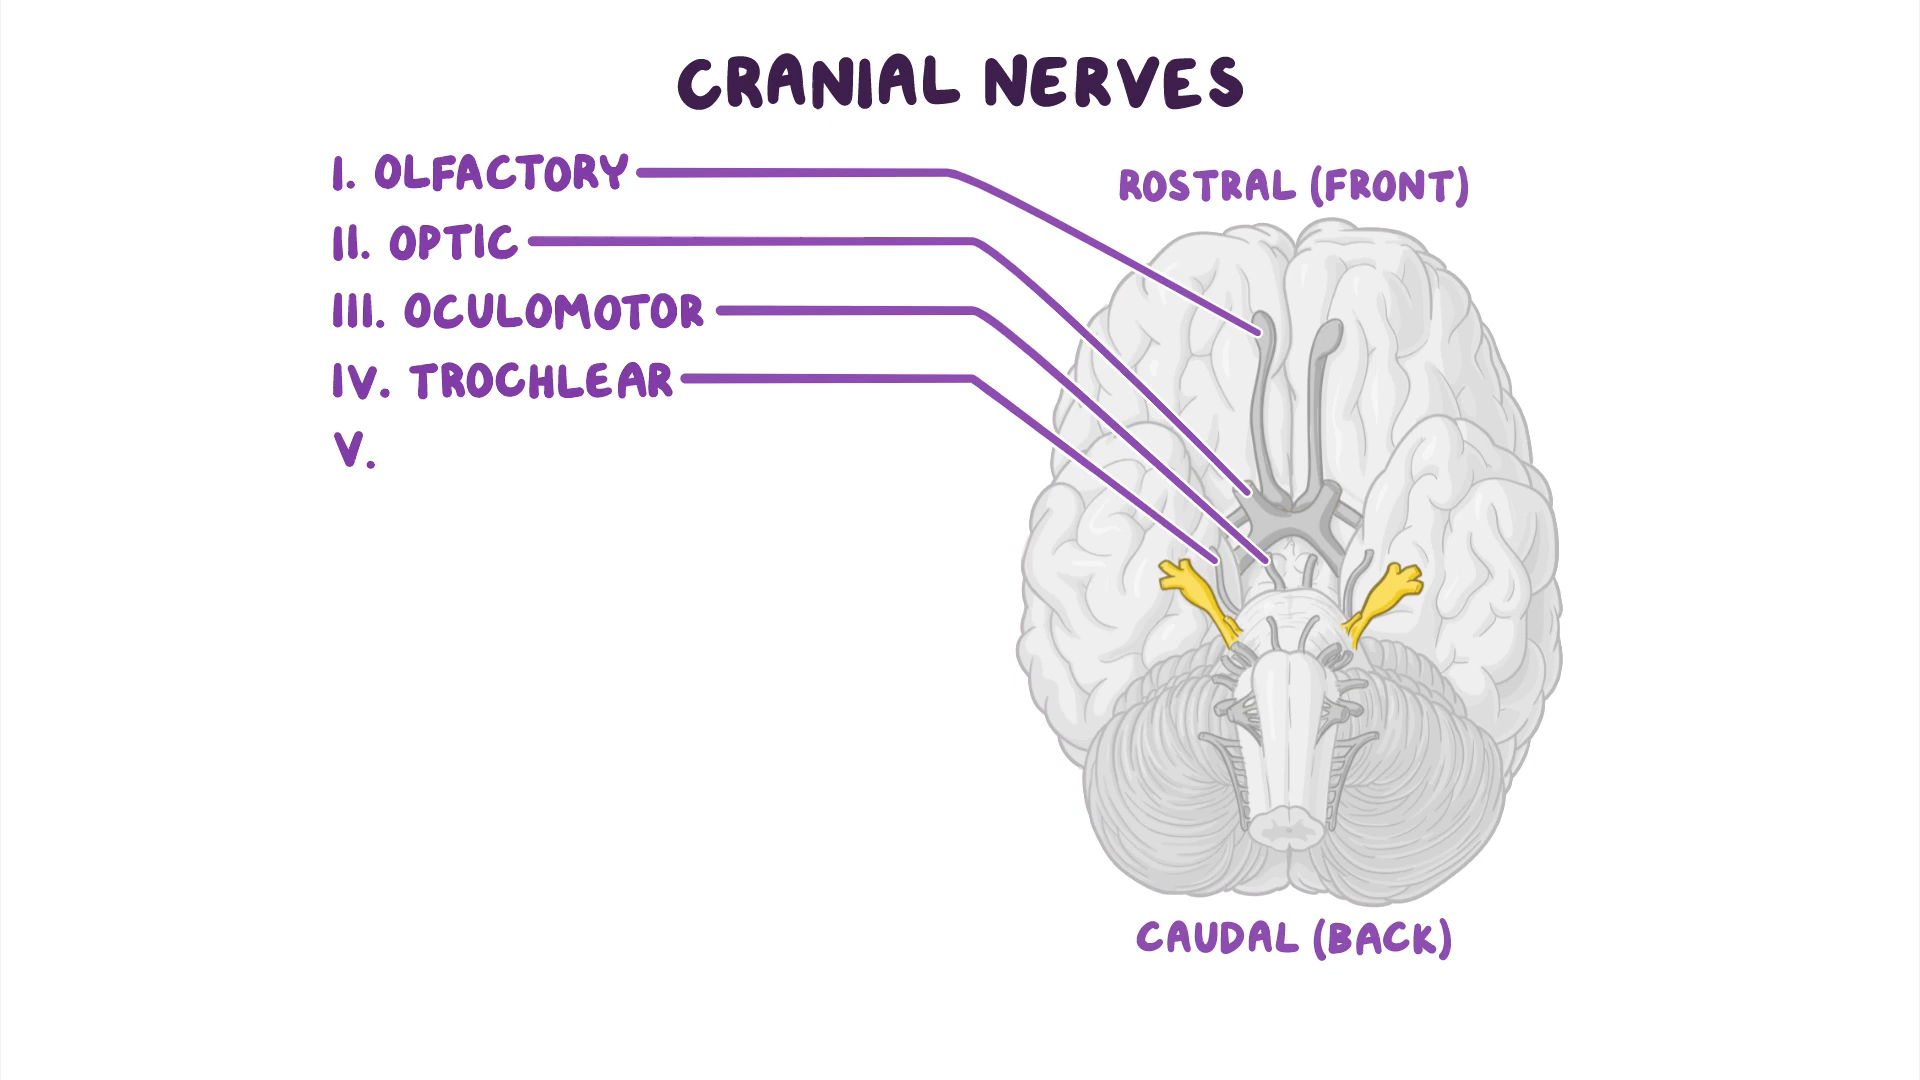 CRANIAL NERVES
I. OLFACTORY
II. OPTIC
III. OCULOMOTOR
IV. TROCHLEAR
V.
ROSTRAL (FRONT)
CAUDAL (BACK)